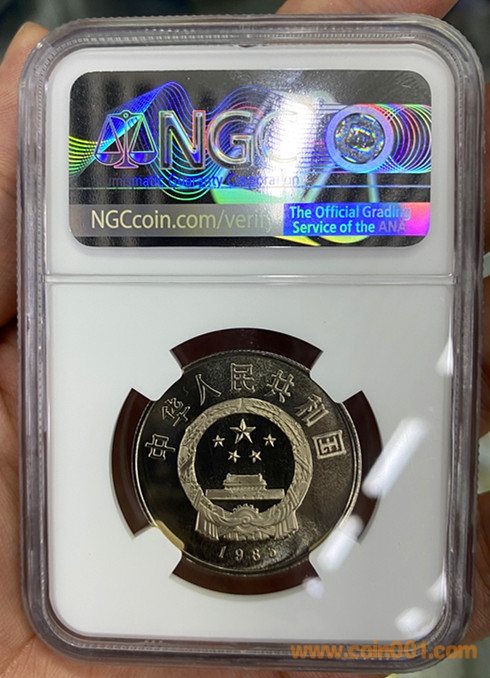 NGC
Numismatic Guaranty Corporation
NGCcoin.com/verify
The Official Grading
Service of the ANA
中华人民共和国
www.coin001.com